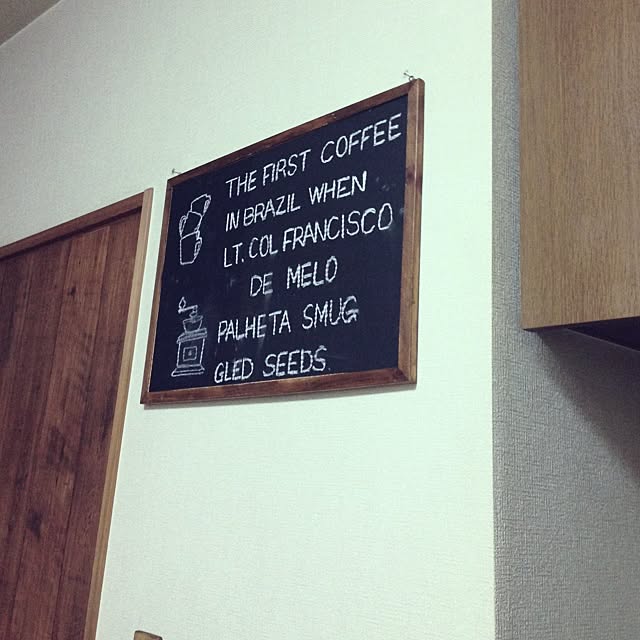 THE FIRST COFFEE
IN BRAZIL WHEN
LT. COL FRANCISCO
DE MELO
PALHETA SMUG
GLED SEEDS.